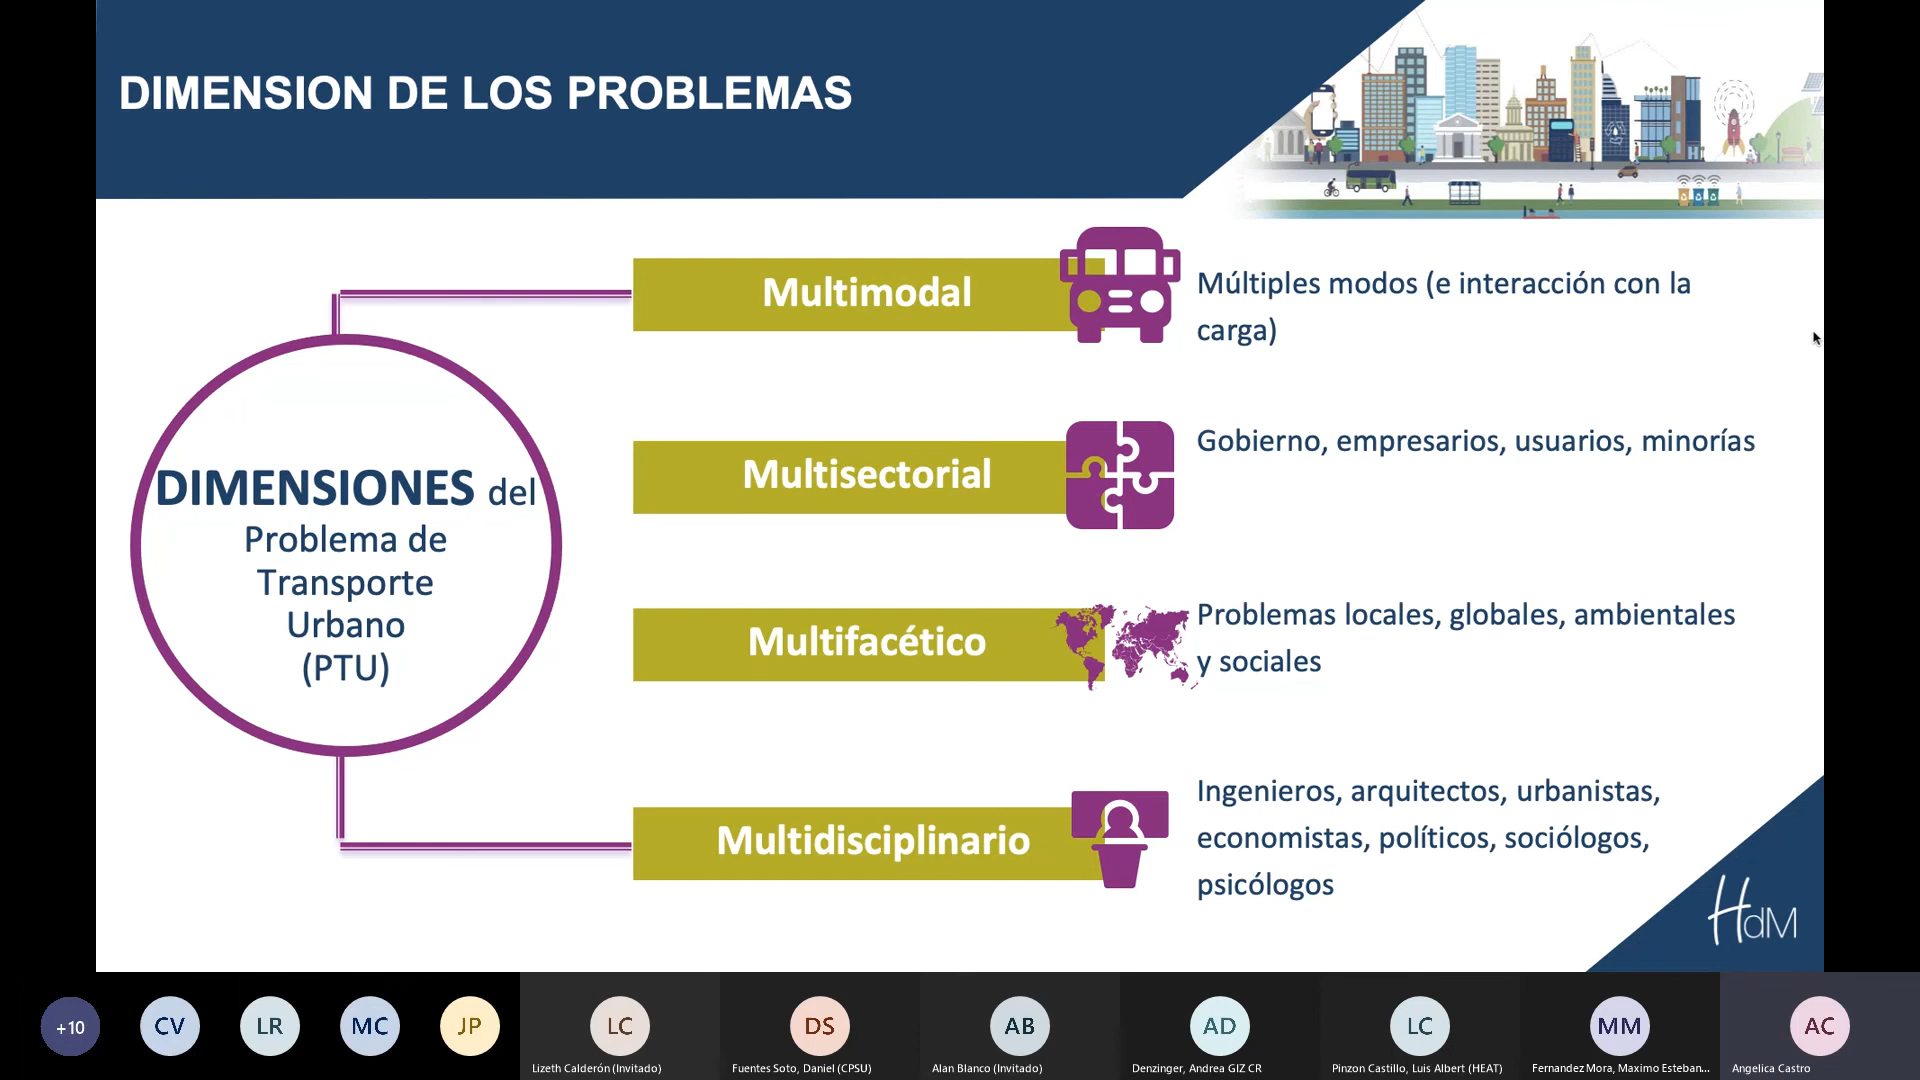 DIMENSION DE LOS PROBLEMAS
DIMENSIONES del
Problema de
Transporte
Urbano
(PTU)
Multimodal
Múltiples modos (e interacción con la
carga)
Multisectorial
Gobierno, empresarios, usuarios, minorías
Multifacético
Problemas locales, globales, ambientales
y sociales
Multidisciplinario
Ingenieros, arquitectos, urbanistas,
economistas, políticos, sociólogos,
psicólogos
HdM
+10
CV
LR
MC
JP
LC
Lizeth Calderón (Invitado)
DS
Fuentes Soto, Daniel (CPSU)
AB
Alan Blanco (Invitado)
AD
Denzinger, Andrea GIZ CR
LC
Pinzon Castillo, Luis Albert (HEAT)
MM
Fernandez Mora, Maximo Esteban...
AC
Angelica Castro